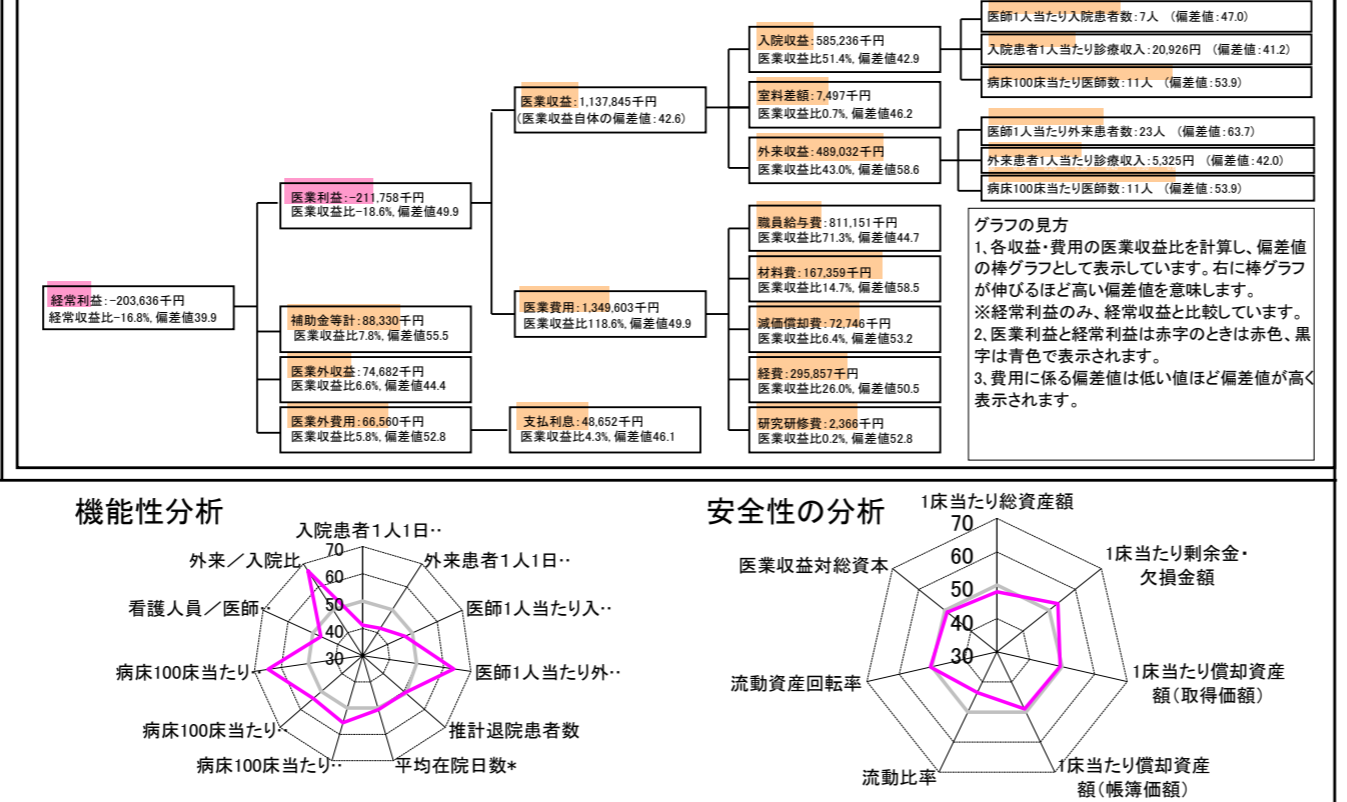 医師1人当たり入院患者数:7人 (偏差値:47.0)
入院収益:585,236千円
医業収益比51.4%, 偏差値42.9
入院患者1人当たり診療収入:20,926円 (偏差値:41.2)
病床100床当たり医師数:11人 (偏差値:53.9)
医業収益:1,137,845千円
(医業収益自体の偏差値:42.6)
室料差額:7,497千円
医業収益比0.7%, 偏差値46.2
医師1人当たり外来患者数:23人 (偏差値:63.7)
外来収益:489,032千円
医業収益比43.0%, 偏差値58.6
外来患者1人当たり診療収入:5,325円 (偏差値:42.0)
病床100床当たり医師数:11人 (偏差値:53.9)
医業利益:-211,758千円
医業収益比-18.6%, 偏差値49.9
職員給与費:811,151千円
医業収益比71.3%, 偏差値44.7
材料費:167,359千円
医業収益比14.7%, 偏差値58.5
経常利益:-203,636千円
経常収益比-16.8%, 偏差値39.9
医業費用:1,349,603千円
医業収益比118.6%, 偏差値49.9
補助金等計:88,330千円
医業収益比7.8%, 偏差値55.5
減価償却費:72,746千円
医業収益比6.4%, 偏差値53.2
医業外収益:74,682千円
医業収益比6.6%, 偏差値44.4
経費:295,857千円
医業収益比26.0%, 偏差値50.5
医業外費用:66,560千円
医業収益比5.8%, 偏差値52.8
支払利息:48,652千円
医業収益比4.3%, 偏差値46.1
研究研修費:2,366千円
医業収益比0.2%, 偏差値52.8
グラフの見方
1、各収益・費用の医業収益比を計算し、偏差値
の棒グラフとして表示しています。右に棒グラフ
が伸びるほど高い偏差値を意味します。
※経常利益のみ、経常収益と比較しています。
2、医業利益と経常利益は赤字のときは赤色、黒
字は青色で表示されます。
3、費用に係る偏差値は低い値ほど偏差値が高く
表示されます。
機能性分析
入院患者1人1日‥
外来患者1人1日‥
医師1人当たり入‥
医師1人当たり外‥
推計退院患者数
平均在院日数*
病床100床当たり‥
病床100床当たり‥
病床100床当たり‥
看護人員/医師‥
外来/入院比
70
60
50
40
30
安全性の分析
1床当たり総資産額
1床当たり剰余金・
欠損金額
1床当たり償却資産
額(取得価額)
1床当たり償却資産
額(帳簿価額)
流動比率
流動資産回転率
医業収益対総資本
70
60
50
40
30